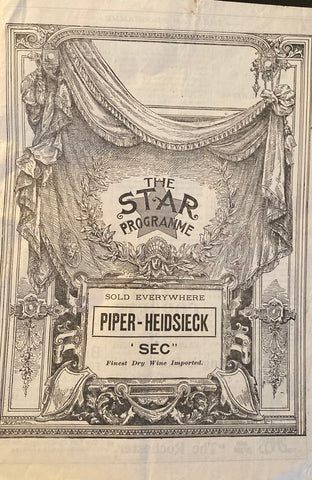 THE
STAR
PROGRAMME
SOLD EVERYWHERE
PIPER-HEIDSIECK
'SEC"
Finest Dry Wine Imported.